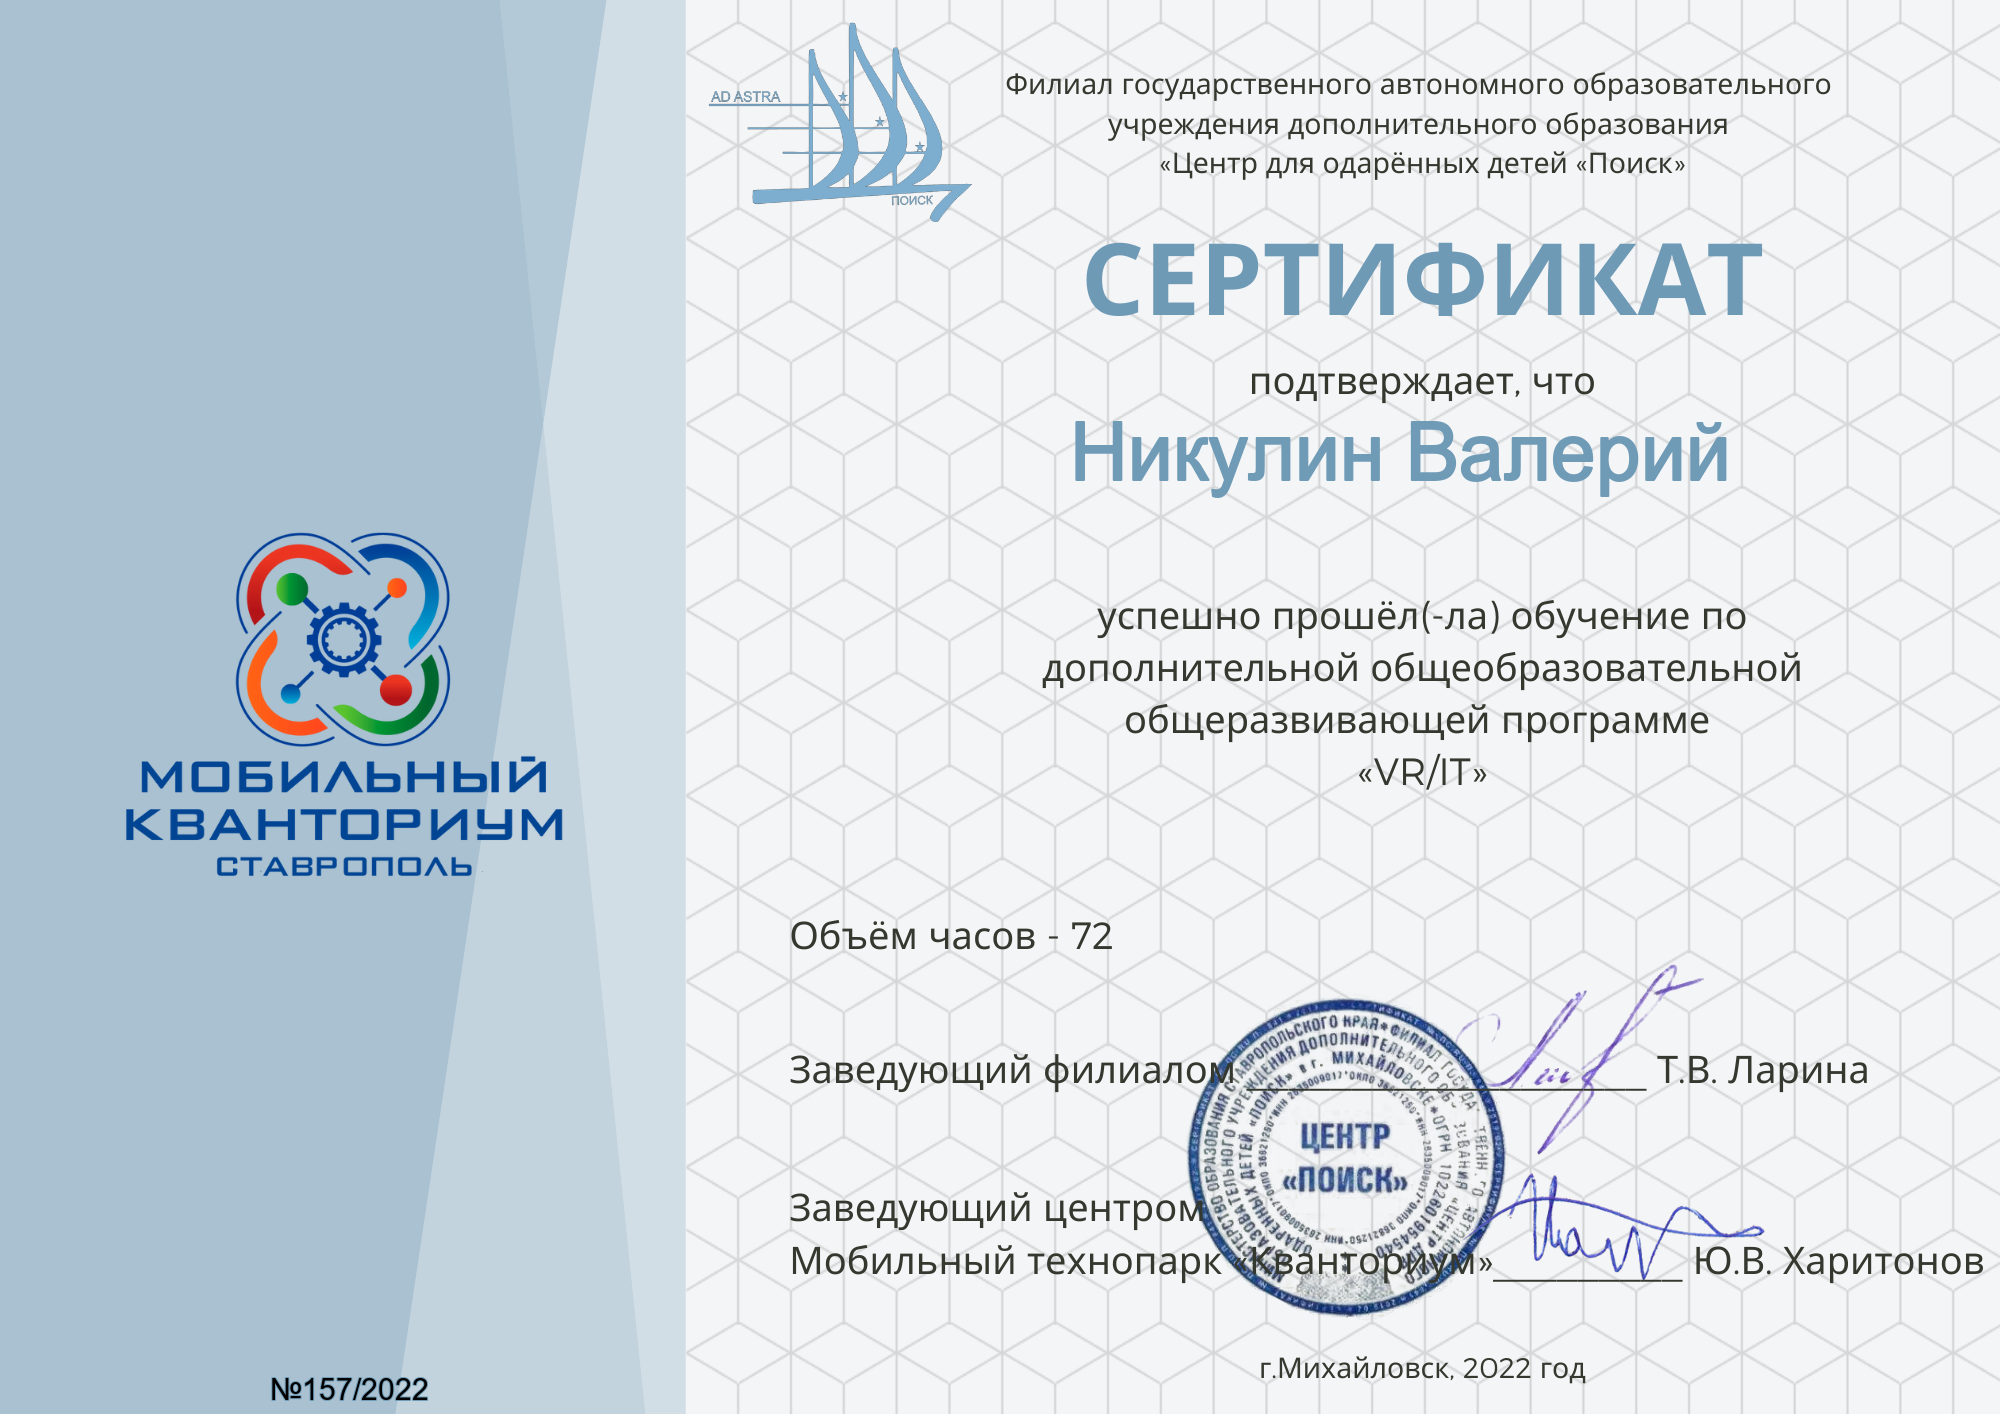 AD ASTRA
ПОИСК
Филиал государственного автономного образовательного
учреждения дополнительного образования
«Центр для одарённых детей «Поиск»
СЕРТИФИКАТ
подтверждает, что
Никулин Валерий
успешно прошёл(-ла) обучение по
дополнительной общеобразовательной
общеразвивающей программе
«VR/IT»
МОБИЛЬНЫЙ
КВАНТОРИУМ
СТАВРОПОЛЬ
Объём часов - 72
Заведующий филиалом Т.В. Ларина
ЦЕНТР
«ПОИСК»
Заведующий центром
Мобильный технопарк «Кванториум»__________ Ю.В. Харитонов
г.Михайловск, 2022 год
№157/2022